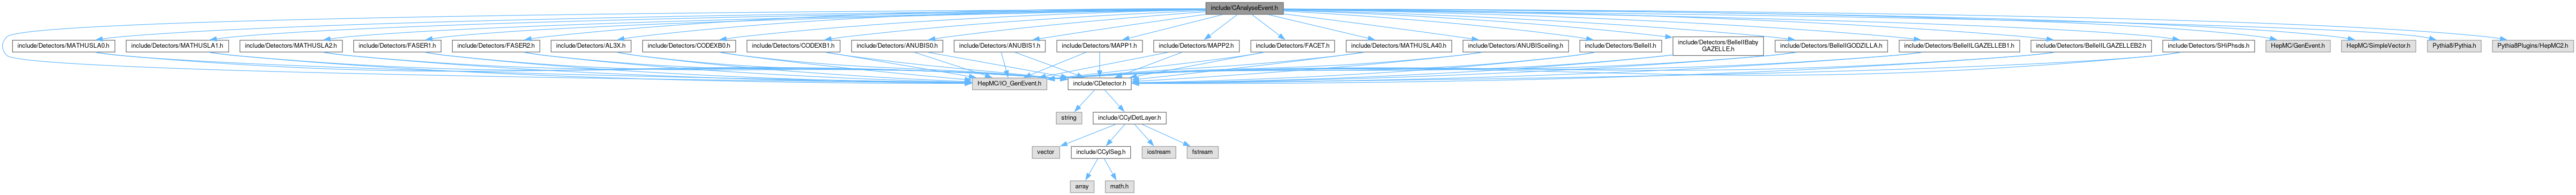 include/CAnalyseEvent.h
include/Detectors/MATHUSLA0.h
include/Detectors/MATHUSLA1.h
include/Detectors/MATHUSLA2.h
include/Detectors/FASER1.h
include/Detectors/FASER2.h
include/Detectors/AL3X.h
include/Detectors/CODEXB0.h
include/Detectors/CODEXB1.h
include/Detectors/ANUBIS0.h
include/Detectors/ANUBIS1.h
include/Detectors/MAPP1.h
include/Detectors/MAPP2.h
include/Detectors/FACET.h
include/Detectors/MATHUSLA40.h
include/Detectors/ANUBISceiling.h
include/Detectors/BelleII.h
include/Detectors/BelleIIBaby
GAZELLE.h
include/Detectors/BelleIIGODZILLA.h
include/Detectors/BelleIILGAZELLEB1.h
include/Detectors/BelleIILGAZELLEB2.h
include/Detectors/SHiPhsds.h
HepMC/GenEvent.h
HepMC/SimpleVector.h
Pythia8/Pythia.h
Pythia8Plugins/HepMC2.h
HepMC/IO_GenEvent.h
include/CDetector.h
string
include/CCylDetLayer.h
vector
include/CCylSeg.h
iostream
fstream
array
math.h